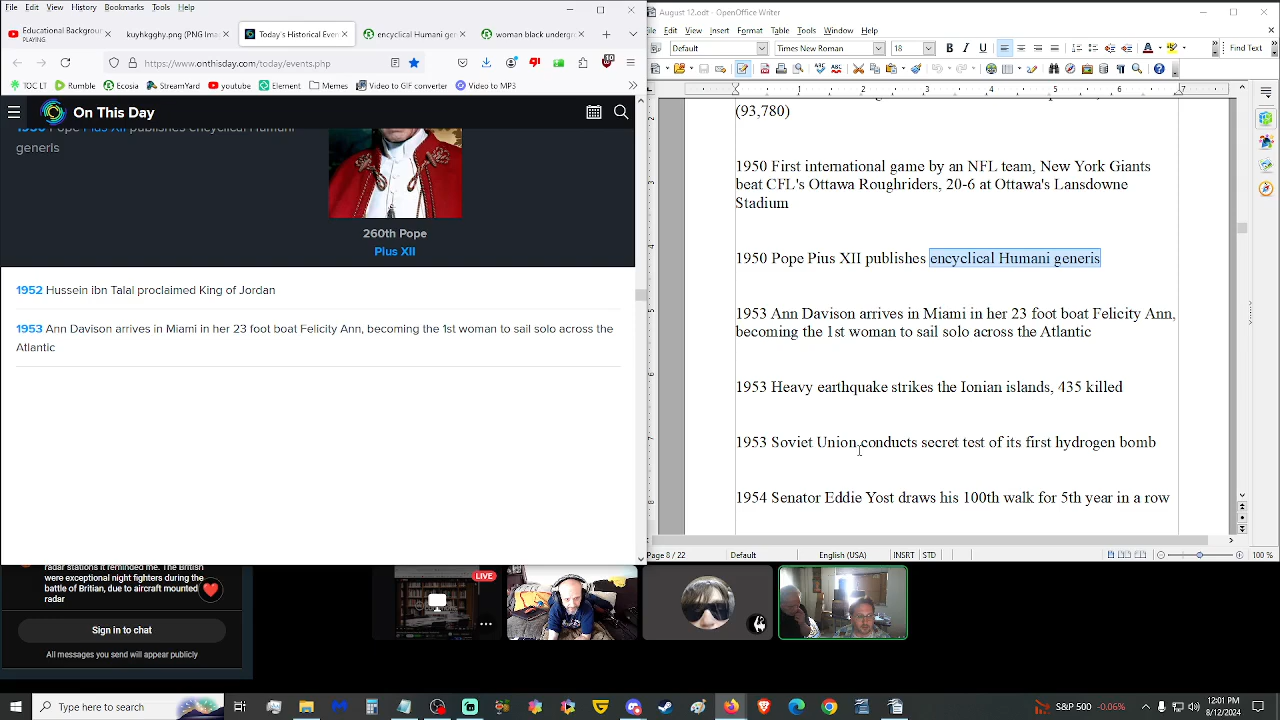 File Edit View History Bookmarks Tools Help
Educational Backgrou
PLAYING
kuybkgghy.png (PNG Im
Today's Historical Even
encyclical Humani ge
woman black undergr
https://www.onthisday.com/today/events.php
10
TOC LT
Rumble
Ecosia
StreamYard
youtube
Element
Memes
Video to GIF converter
Video to MP3
On This Day
1950 Pope Pius XII publishes encyclical Humani
generis
260th Pope
Pius XII
1952 Hussein ibn Talal proclaimed King of Jordan
1953 Ann Davison arrives in Miami in her 23 foot boat Felicity Ann, becoming the 1st woman to sail solo across the
Atlantic
August 12.odt - OpenOffice Writer
File Edit View Insert Format Table Tools Window Help
Default
Times New Roman
18
Find Text
(93,780)
1950 First international game by an NFL team, New York Giants
beat CFL's Ottawa Roughriders, 20-6 at Ottawa's Lansdowne
Stadium
1950 Pope Pius XII publishes encyclical Humani generis
1953 Ann Davison arrives in Miami in her 23 foot boat Felicity Ann,
becoming the 1st woman to sail solo across the Atlantic
1953 Heavy earthquake strikes the Ionian islands, 435 killed
1953 Soviet Union conducts secret test of its first hydrogen bomb
1954 Senator Eddie Yost draws his 100th walk for 5th year in a row
Page 8 / 22 Default English (USA) INSRT STD 100 %
radar sessions it reminded me. The British
were exceptional night fighters during the
battle of Britian, due to aircraft mounted
radar
Sign in to chat
All messages you send will appear publicly
LIVE
Type here to search
S&P 500 -0.06%
12:01 PM
8/12/2024